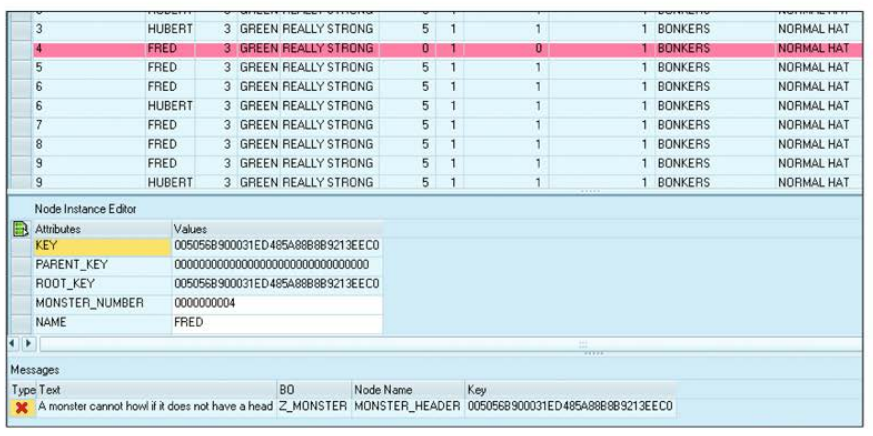 3 HUBERT 3 GREEN REALLY STRONG 5 1 1 1 BONKERS NORMAL HAT
4 FRED 3 GREEN REALLY STRONG 0 1 0 1 BONKERS NORMAL HAT
5 FRED 3 GREEN REALLY STRONG 5 1 1 1 BONKERS NORMAL HAT
6 FRED 3 GREEN REALLY STRONG 5 1 1 1 BONKERS NORMAL HAT
6 HUBERT 3 GREEN REALLY STRONG 5 1 1 1 BONKERS NORMAL HAT
7 FRED 3 GREEN REALLY STRONG 5 1 1 1 BONKERS NORMAL HAT
8 FRED 3 GREEN REALLY STRONG 5 1 1 1 BONKERS NORMAL HAT
9 FRED 3 GREEN REALLY STRONG 5 1 1 1 BONKERS NORMAL HAT
9 HUBERT 3 GREEN REALLY STRONG 5 1 1 1 BONKERS NORMAL HAT
Node Instance Editor
Attributes Values
KEY 005056B900031ED485A88B8B9213EEC0
PARENT_KEY 00000000000000000000000000000000
ROOT_KEY 005056B900031ED485A88B8B9213EEC0
MONSTER_NUMBER 0000000004
NAME FRED
Messages
Type Text BO Node Name Key
A monster cannot howl if it does not have a head Z_MONSTER MONSTER_HEADER 005056B900031ED485A88B8B9213EEC0